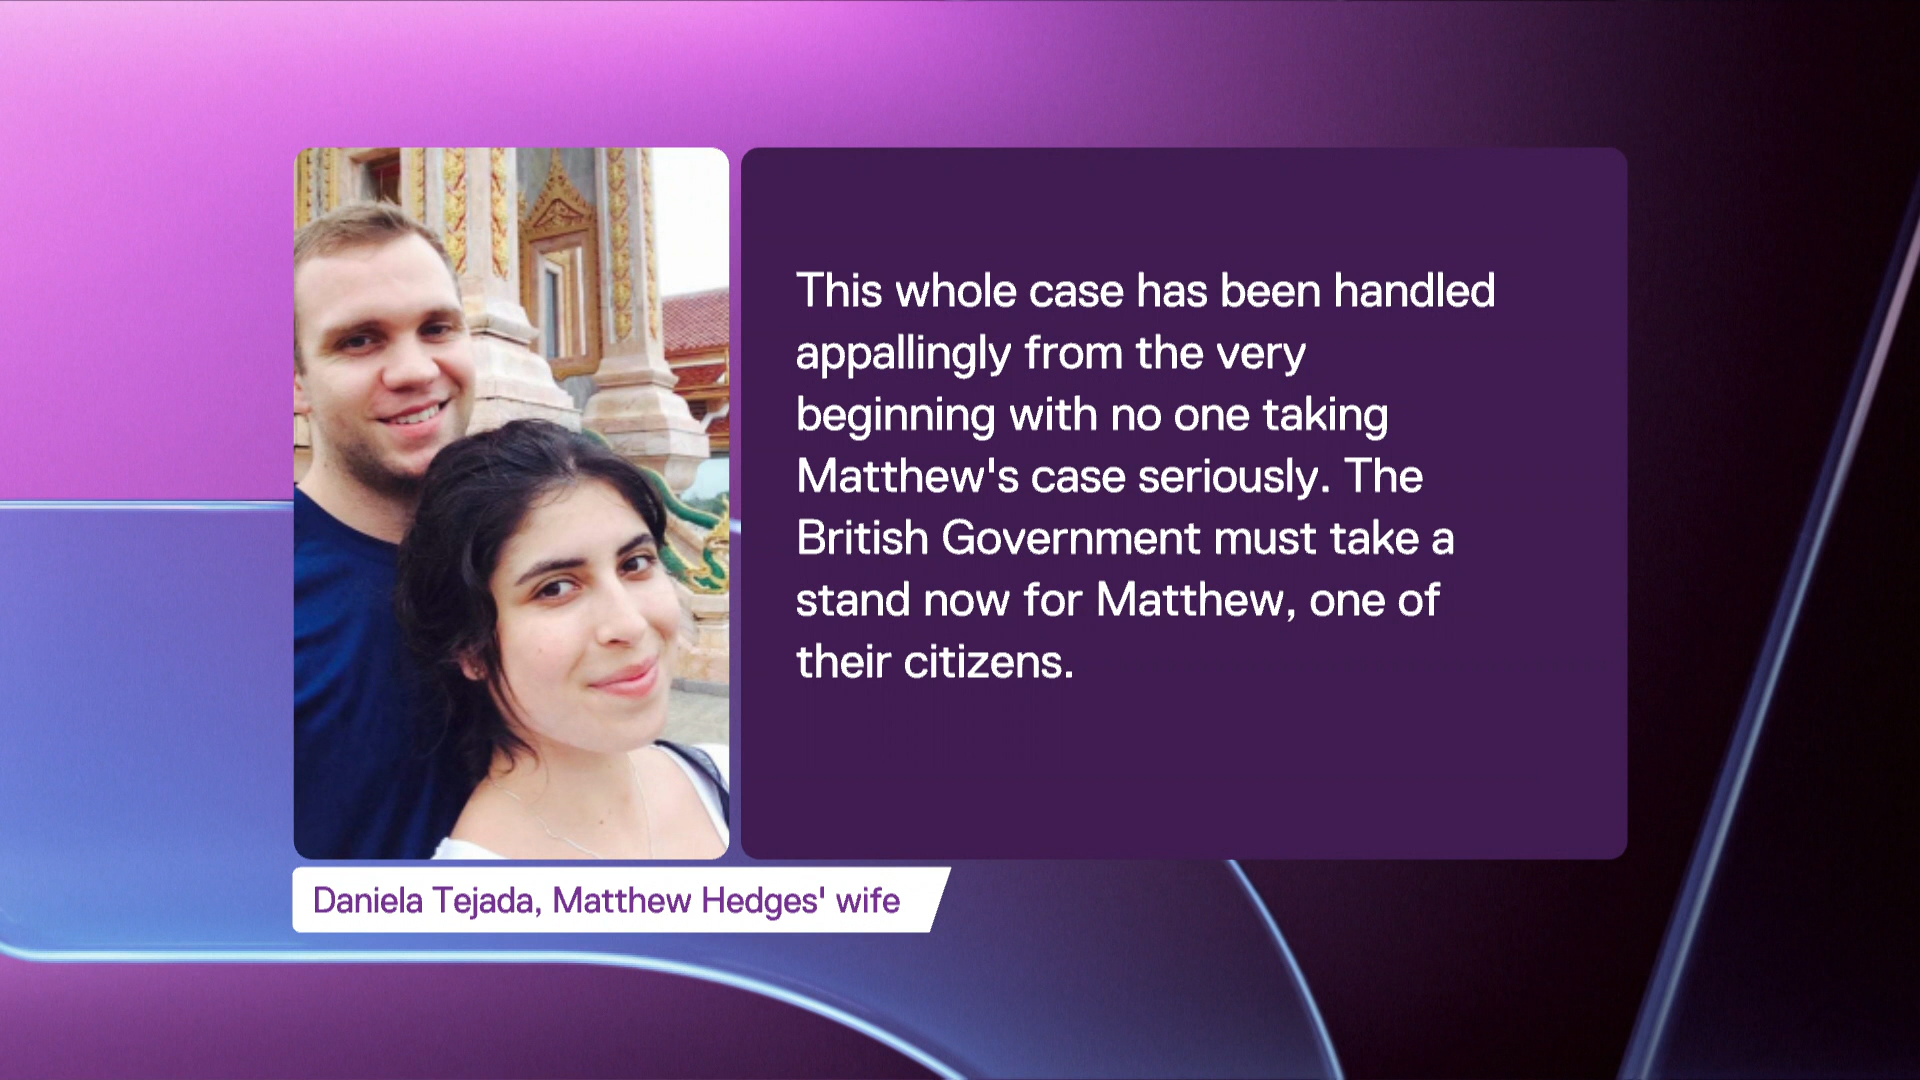 This whole case has been handled
appallingly from the very
beginning with no one taking
Matthew's case seriously. The
British Government must take a
stand now for Matthew, one of
their citizens.
Daniela Tejada, Matthew Hedges' wife